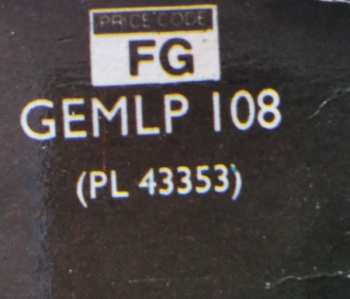 PRICE CODE
FG
GEMLP 108
(PL 43353)